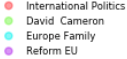 International Politics
David Cameron
Europe Family
Reform EU